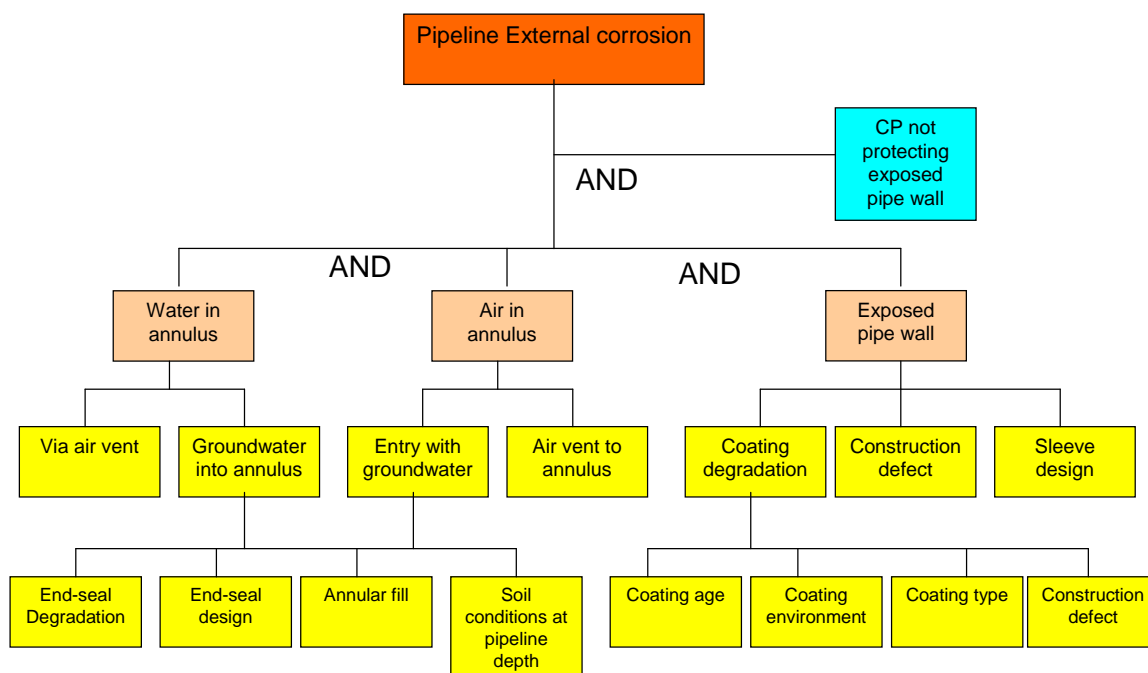 Pipeline External corrosion
CP not
protecting
exposed
pipe wall
AND
AND
AND
Water in
annulus
Air in
annulus
Exposed
pipe wall
Via air vent
Groundwater
into annulus
Entry with
groundwater
Air vent to
annulus
Coating
degradation
Construction
defect
Sleeve
design
End-seal
Degradation
End-seal
design
Annular fill
Soil
conditions at
pipeline
depth
Coating age
Coating
environment
Coating type
Construction
defect